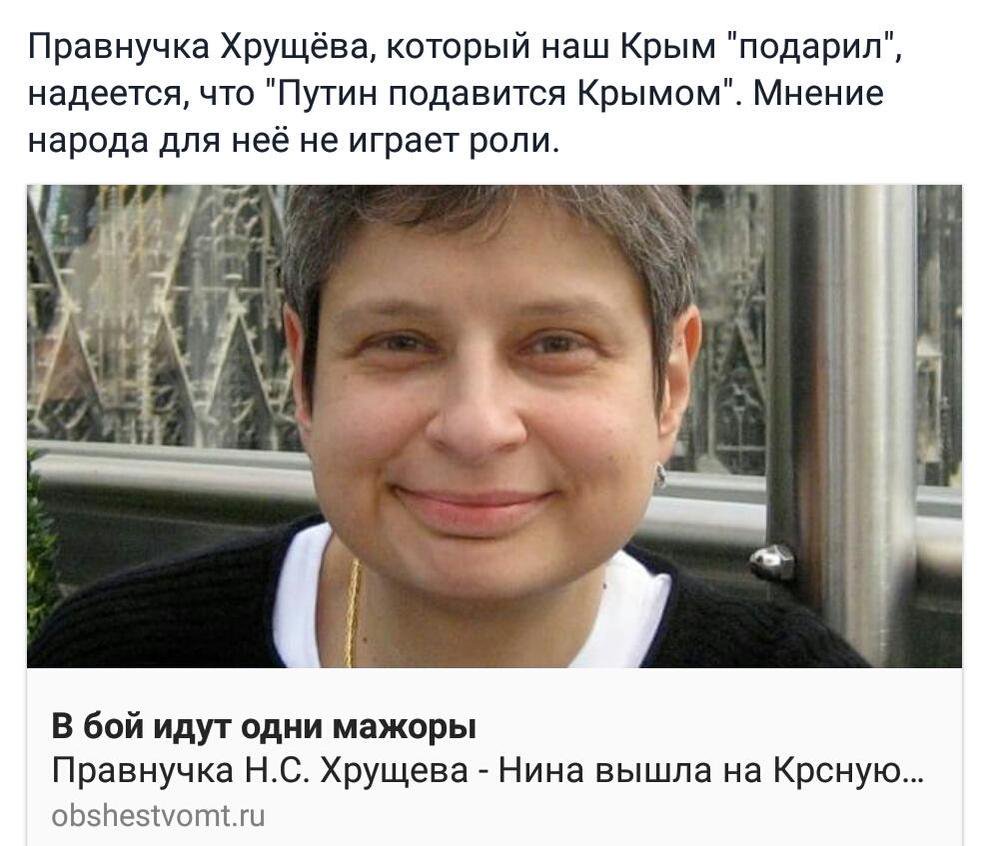 Правнучка Хрущёва, который наш Крым "подарил",
надеется, что "Путин подавится Крымом". Мнение
народа для неё не играет роли.
В бой идут одни мажоры
Правнучка Н.С. Хрущева - Нина вышла на Крсную...
obshestvomt.ru